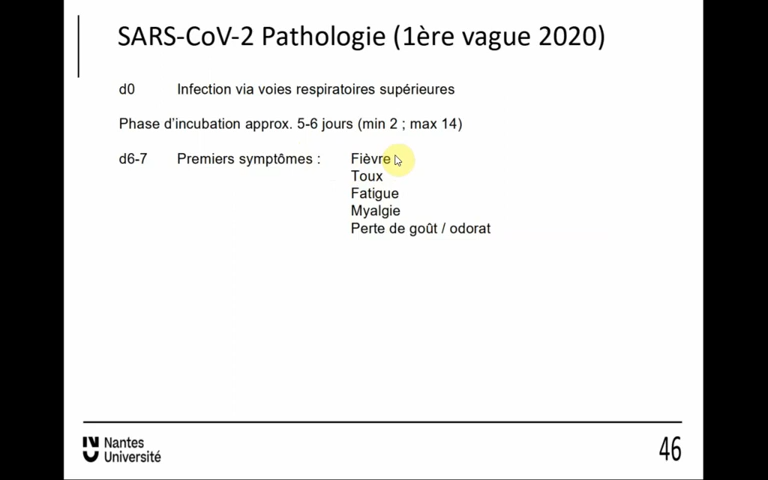 SARS-CoV-2 Pathologie (1ère vague 2020)
d0 Infection via voies respiratoires supérieures
Phase d'incubation approx. 5-6 jours (min 2 ; max 14)
d6-7 Premiers symptômes : Fièvre
Toux
Fatigue
Myalgie
Perte de goût / odorat
Nantes
Université
46